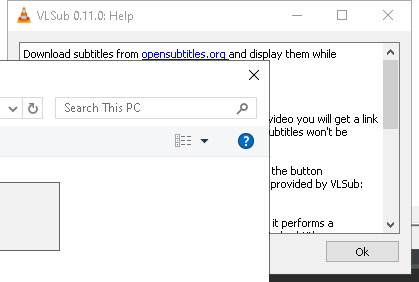 VLSub 0.11.0: Help
Download subtitles from opensubtitles.org and display them while
Search This PC
video you will get a link
subtitles won't be
the button
provided by VLSub:
it performs a
Ok